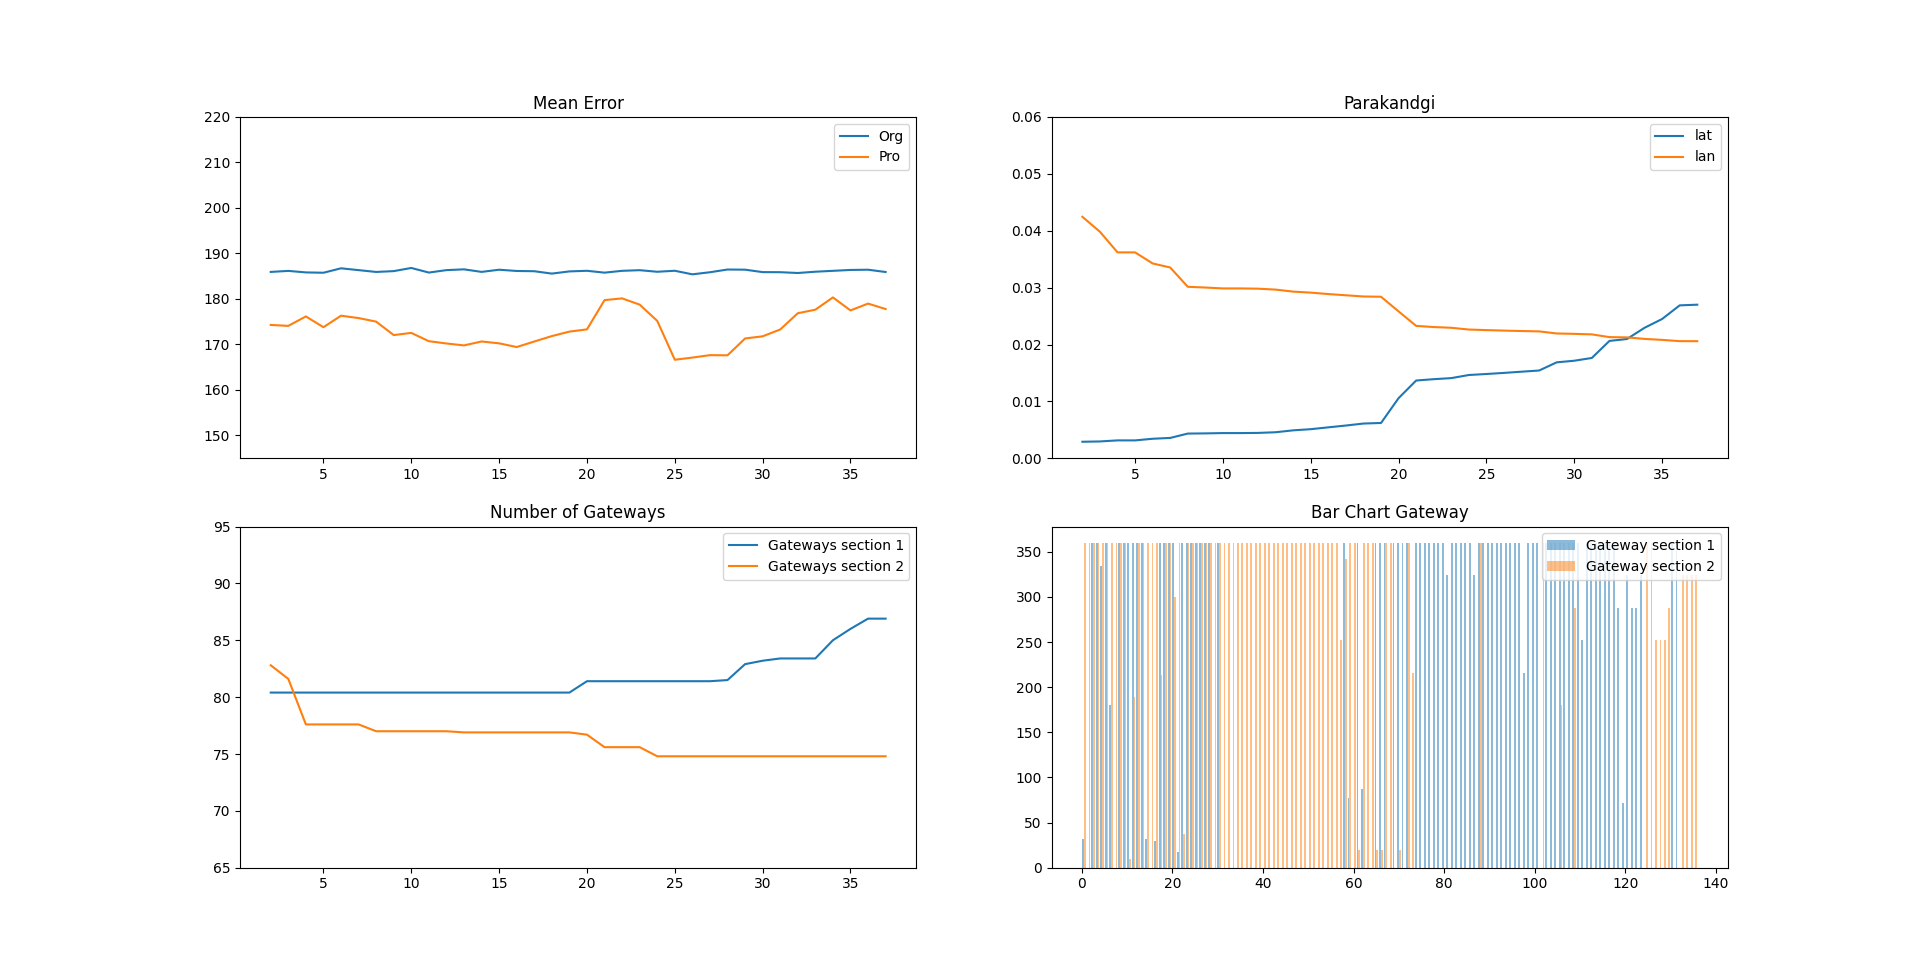 Mean Error
220
210
200
190
180
170
160
150
5 10 15 20 25 30 35
Org
Pro
Parakandgi
0.06
0.05
0.04
0.03
0.02
0.01
0.00
5 10 15 20 25 30 35
lat
lan
Number of Gateways
95
90
85
80
75
70
65
5 10 15 20 25 30 35
Gateways section 1
Gateways section 2
Bar Chart Gateway
350
300
250
200
150
100
50
0
0 20 40 60 80 100 120 140
Gateway section 1
Gateway section 2